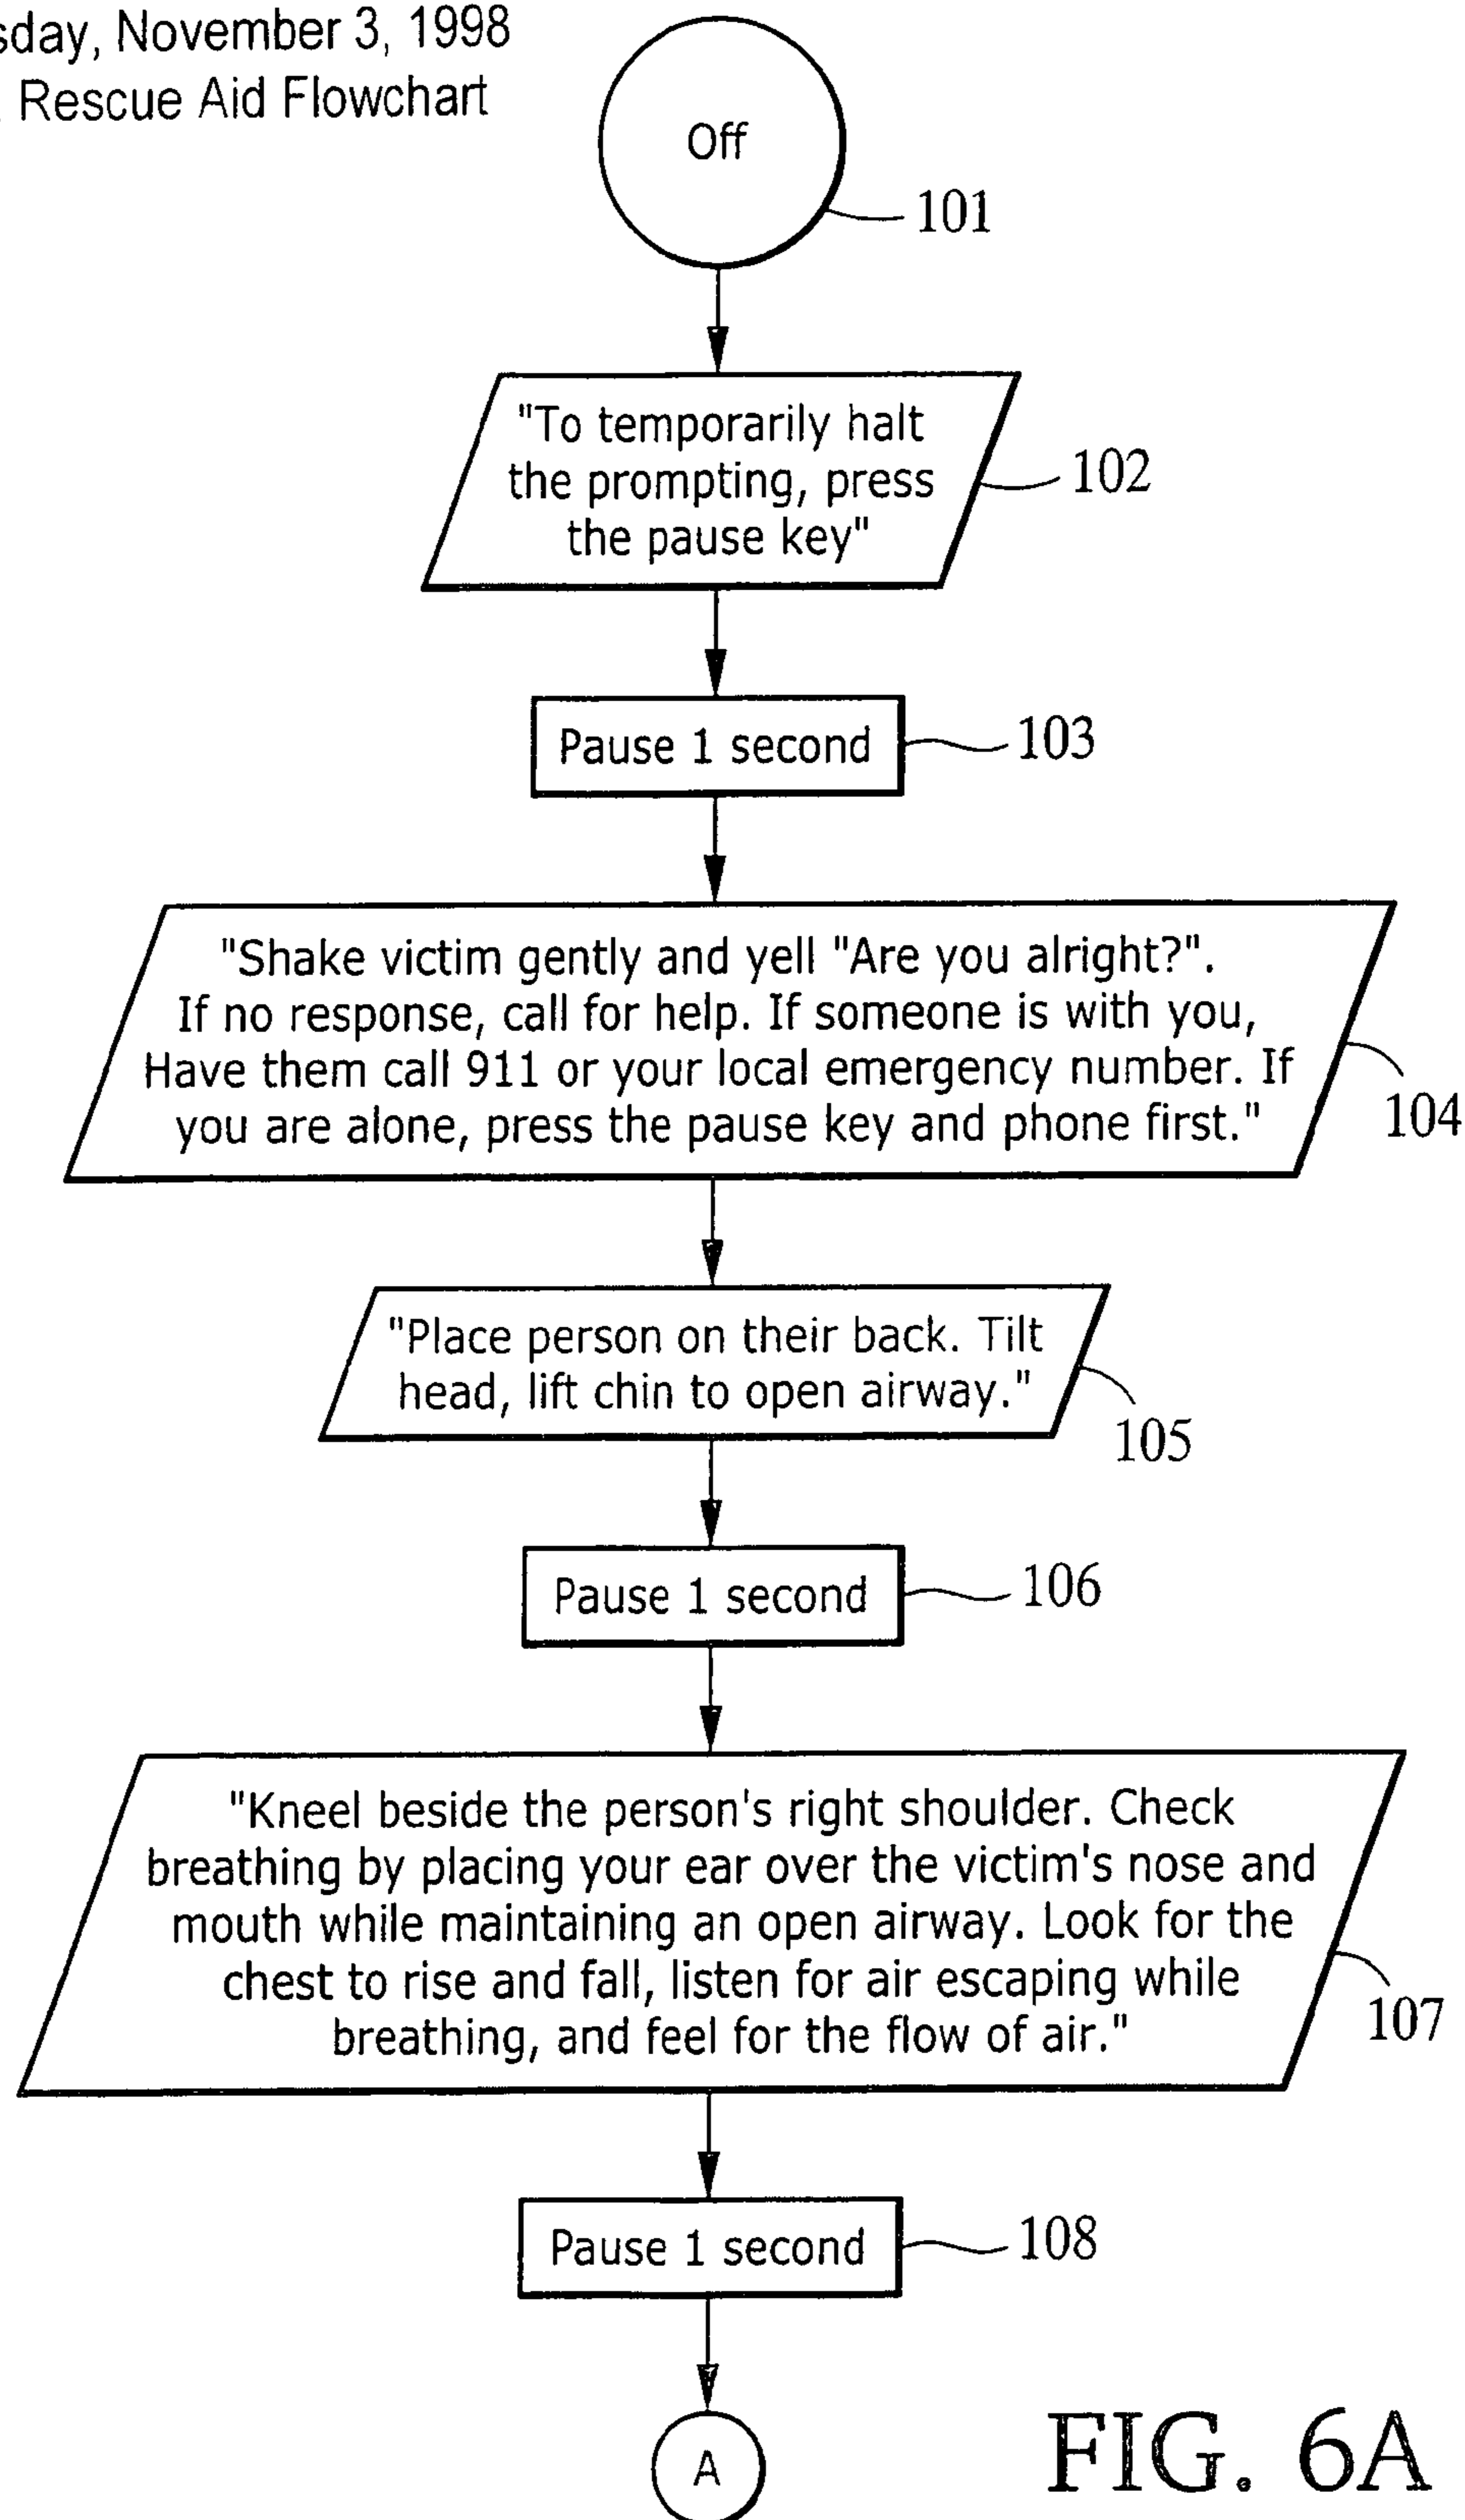 sday, November 3, 1998
Rescue Aid Flowchart
Off
101
"To temporarily halt
the prompting, press
the pause key"
102
Pause 1 second
103
"Shake victim gently and yell "Are you alright?".
If no response, call for help. If someone is with you,
Have them call 911 or your local emergency number. If
you are alone, press the pause key and phone first."
104
"Place person on their back. Tilt
head, lift chin to open airway."
105
Pause 1 second
106
"Kneel beside the person's right shoulder. Check
breathing by placing your ear over the victim's nose and
mouth while maintaining an open airway. Look for the
chest to rise and fall, listen for air escaping while
breathing, and feel for the flow of air."
107
Pause 1 second
108
A
FIG. 6A